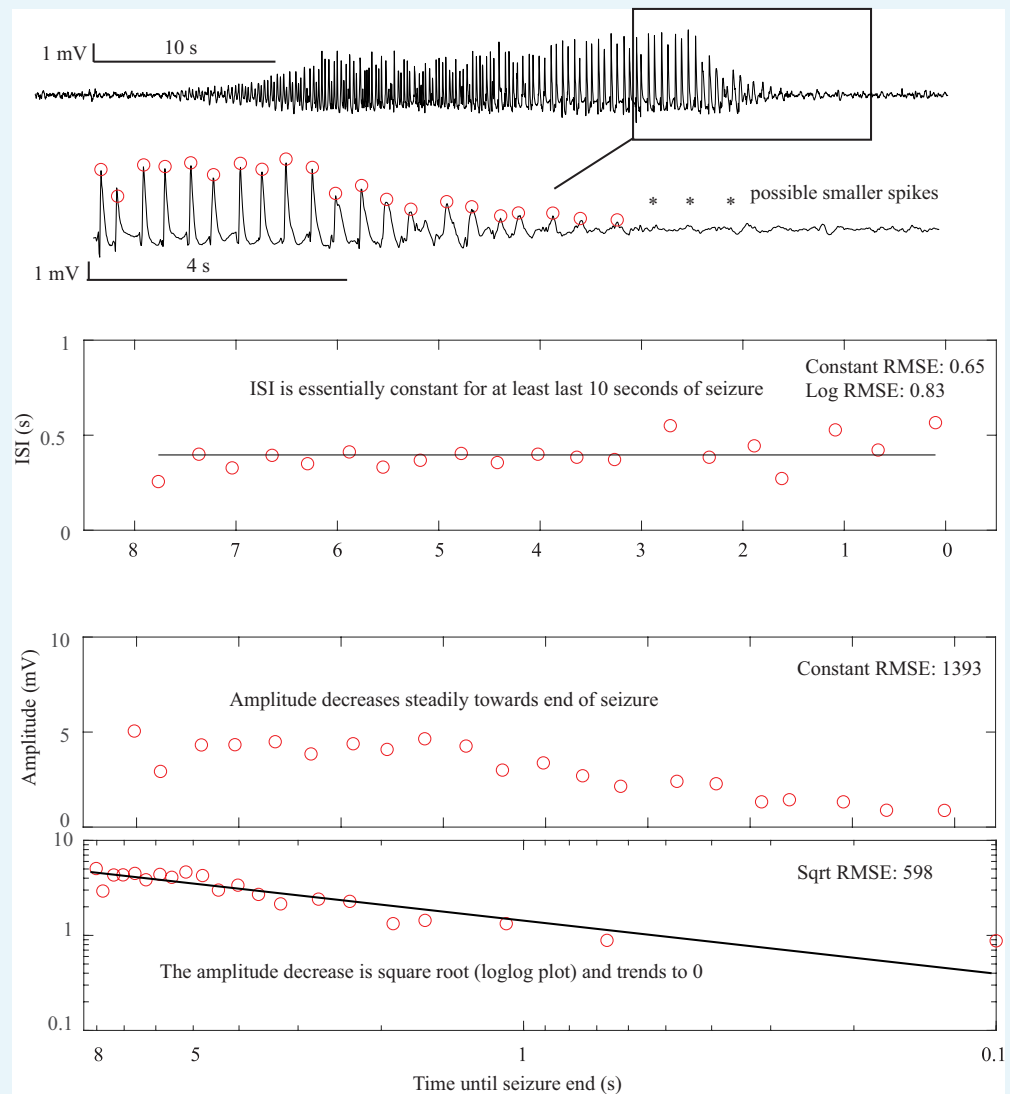 1 mV
10 s
* * * possible smaller spikes
1 mV
4 s
1
Constant RMSE: 0.65
ISI is essentially constant for at least last 10 seconds of seizure
Log RMSE: 0.83
ISI (s)
0.5
0
8 7 6 5 4 3 2 1 0
10
Constant RMSE: 1393
Amplitude decreases steadily towards end of seizure
Amplitude (mV)
5
0
10
Sqrt RMSE: 598
1
The amplitude decrease is square root (loglog plot) and trends to 0
0.1
8 5 1 0.1
Time until seizure end (s)